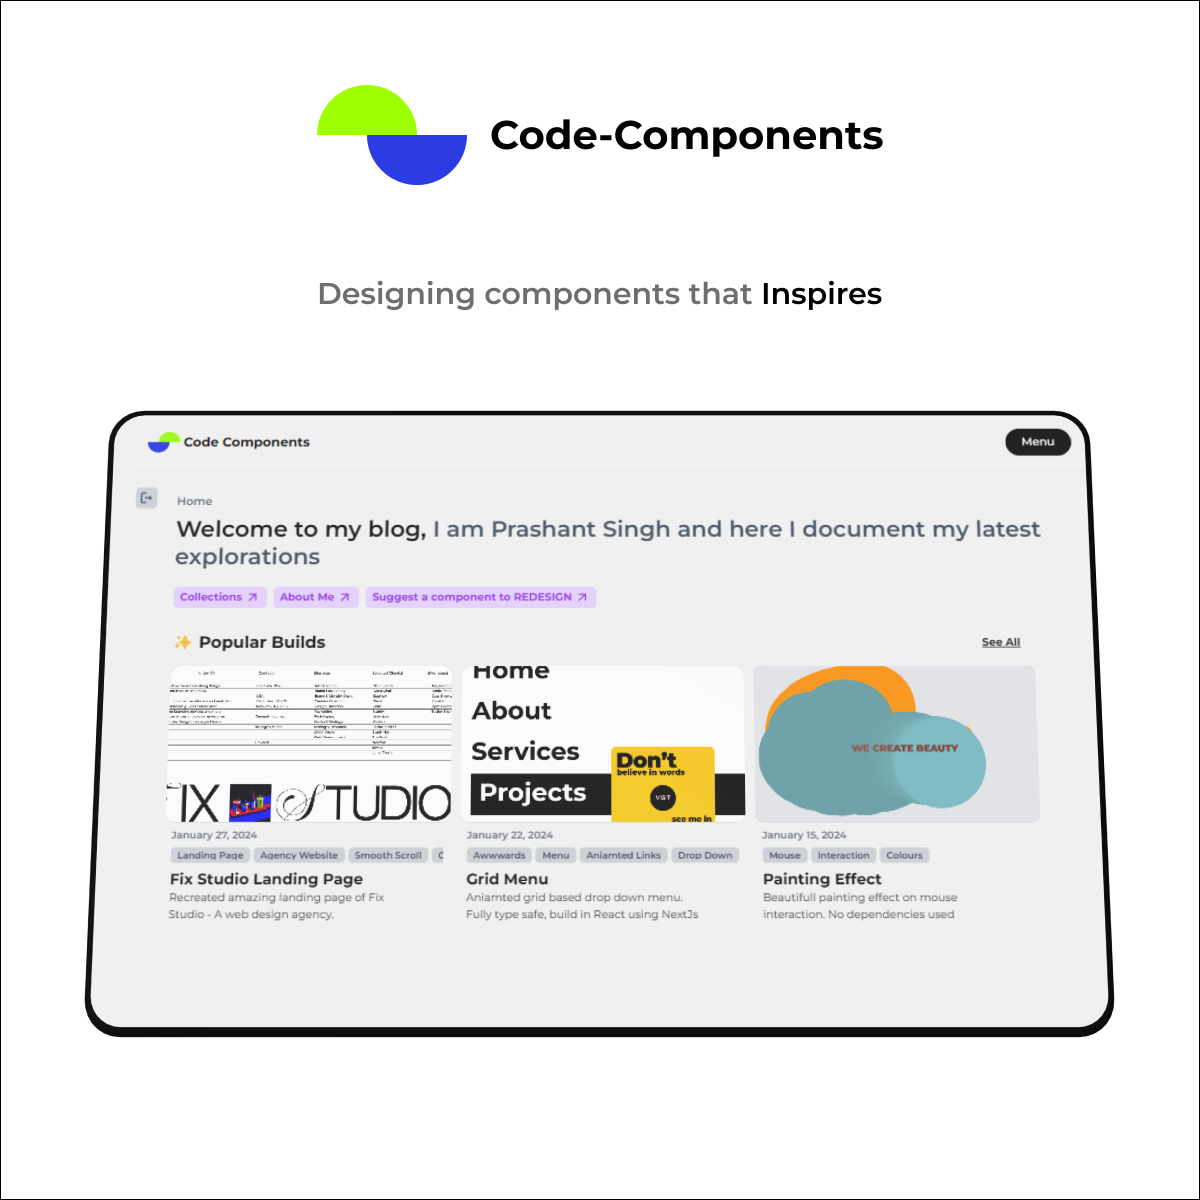 Code-Components
Designing components that Inspires
Code Components
Menu
Home
Welcome to my blog, I am Prashant Singh and here I document my latest
explorations
Collections
About Me
Suggest a component to REDESIGN
Popular Builds
See All
FIX STUDIO
Home
About
Services
Projects
Don't
believe in words
VISIT
see me in
WE CREATE BEAUTY
January 27, 2024
Landing Page
Agency Website
Smooth Scroll
Fix Studio Landing Page
Recreated amazing landing page of Fix
Studio - A web design agency.
January 22, 2024
Awwwards
Menu
Aniamted Links
Drop Down
Grid Menu
Aniamted grid based drop down menu.
Fully type safe, build in React using NextJs
January 15, 2024
Mouse
Interaction
Colours
Painting Effect
Beautifull painting effect on mouse
interaction. No dependencies used